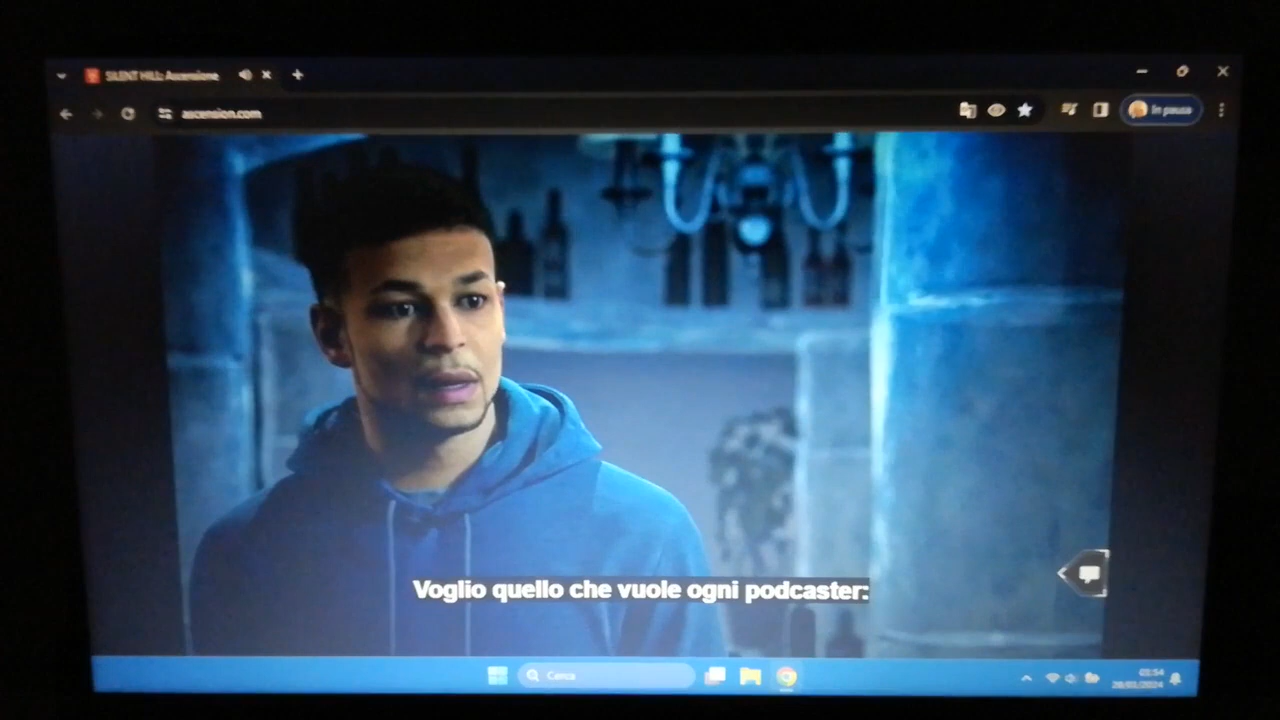 SILENT HILL: Ascensione
ascension.com
In pausa
Voglio quello che vuole ogni podcaster:
Cerca